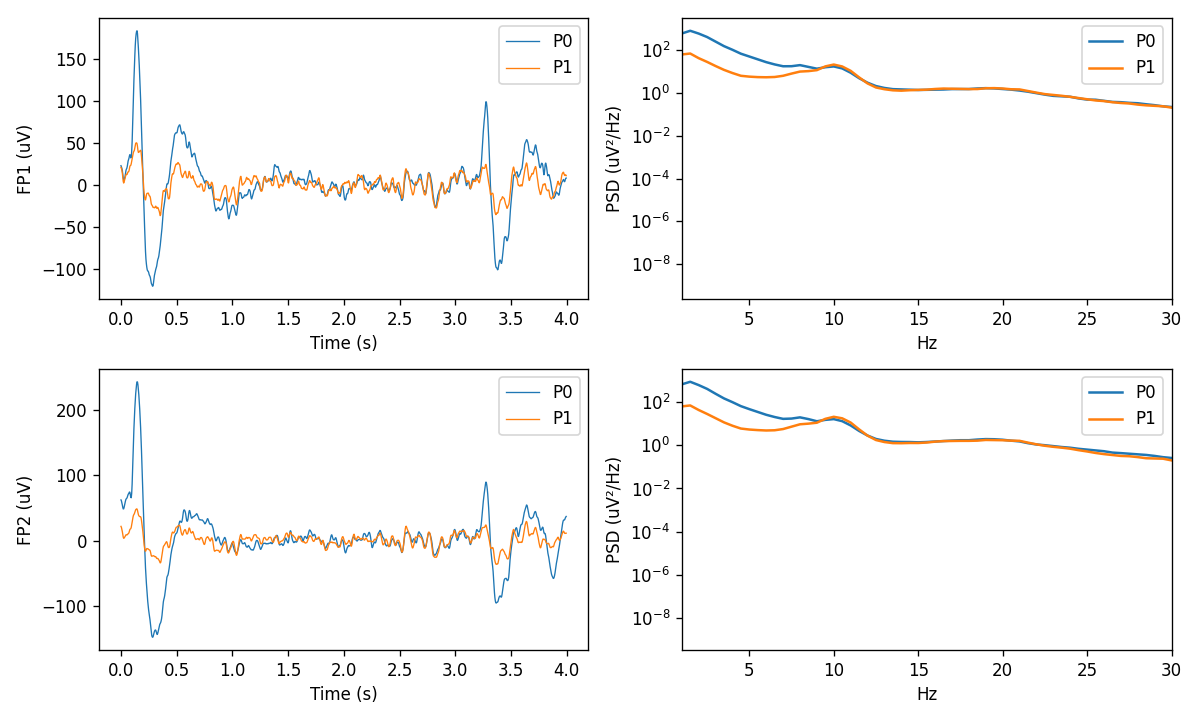 FP1 (uV)
150
100
50
0
−50
−100
0.0 0.5 1.0 1.5 2.0 2.5 3.0 3.5 4.0
Time (s)
P0
P1
PSD (uV²/Hz)
10²
10⁰
10⁻²
10⁻⁴
10⁻⁶
10⁻⁸
5 10 15 20 25 30
Hz
P0
P1
FP2 (uV)
200
100
0
−100
0.0 0.5 1.0 1.5 2.0 2.5 3.0 3.5 4.0
Time (s)
P0
P1
PSD (uV²/Hz)
10²
10⁰
10⁻²
10⁻⁴
10⁻⁶
10⁻⁸
5 10 15 20 25 30
Hz
P0
P1